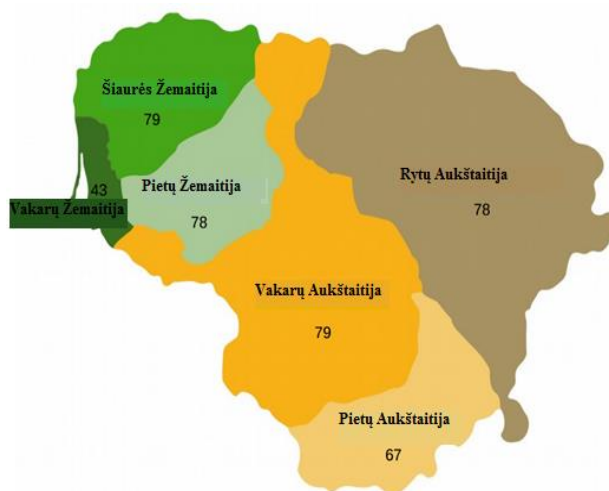 Šiaurės Žemaitija
79
43
Vakarų Žemaitija
Pietų Žemaitija
78
Rytų Aukštaitija
78
Vakarų Aukštaitija
79
Pietų Aukštaitija
67